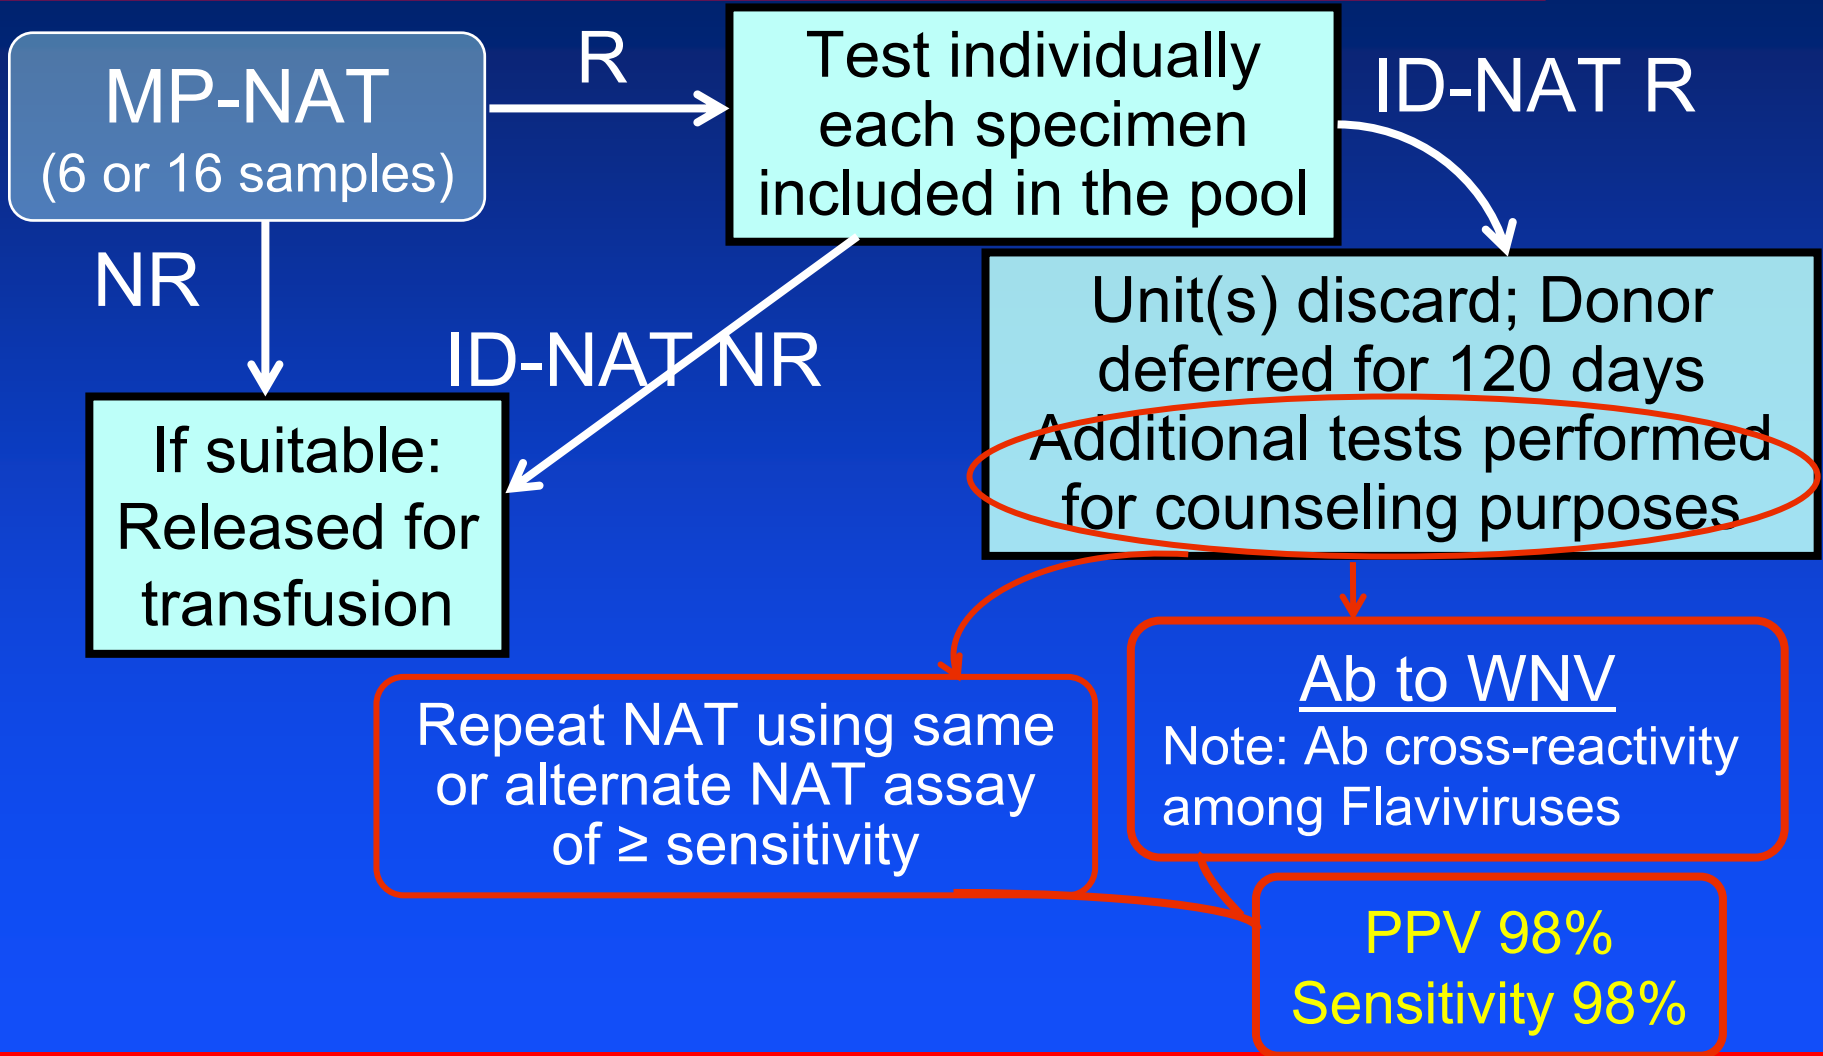 MP-NAT
(6 or 16 samples)
R
Test individually
each specimen
included in the pool
ID-NAT R
NR
ID-NAT NR
Unit(s) discard; Donor
deferred for 120 days
Additional tests performed
for counseling purposes
If suitable:
Released for
transfusion
Repeat NAT using same
or alternate NAT assay
of ≥ sensitivity
Ab to WNV
Note: Ab cross-reactivity
among Flaviviruses
PPV 98%
Sensitivity 98%